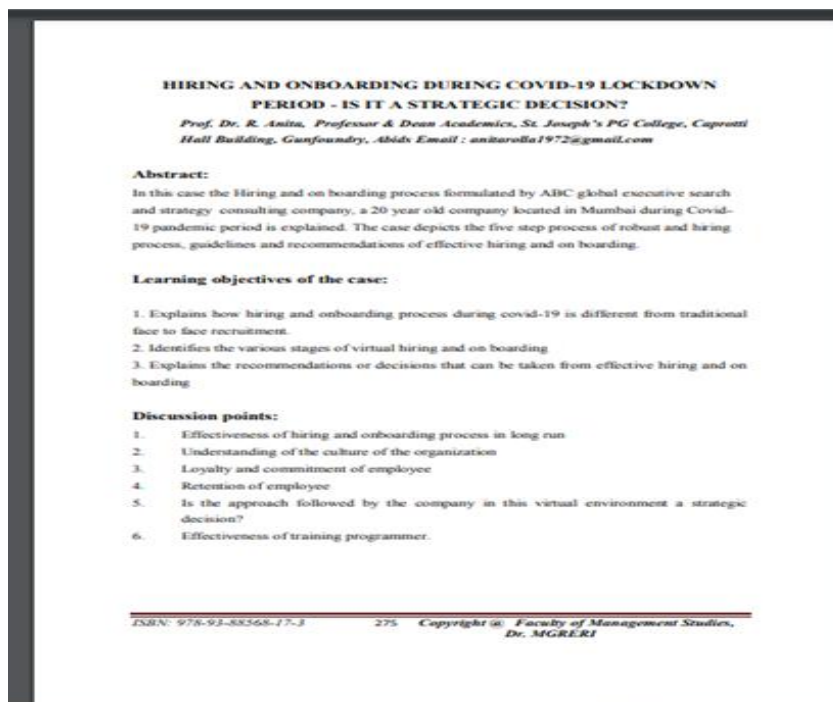 HIRING AND ONBOARDING DURING COVID-19 LOCKDOWN
PERIOD - IS IT A STRATEGIC DECISION?
Prof. Dr. R. Anita, Professor & Dean Academics, St. Joseph's PG College, Caprotti
Hall Building, Gunfoundry, Abids Email : anitarolla1972@gmail.com
Abstract:
In this case the Hiring and on boarding process formulated by ABC global executive search
and strategy consulting company, a 20 year old company located in Mumbai during Covid-
19 pandemic period is explained. The case depicts the five step process of robust and hiring
process, guidelines and recommendations of effective hiring and on boarding.
Learning objectives of the case:
1. Explains how hiring and onboarding process during covid-19 is different from traditional
face to face recruitment.
2. Identifies the various stages of virtual hiring and on boarding
3. Explains the recommendations or decisions that can be taken from effective hiring and on
boarding
Discussion points:
1. Effectiveness of hiring and onboarding process in long run
2. Understanding of the culture of the organization
3. Loyalty and commitment of employee
4. Retention of employee
5. Is the approach followed by the company in this virtual environment a strategic
decision?
6. Effectiveness of training programmer.
ISBN: 978-93-88568-17-3 275 Copyright @ Faculty of Management Studies,
Dr. MGRERI